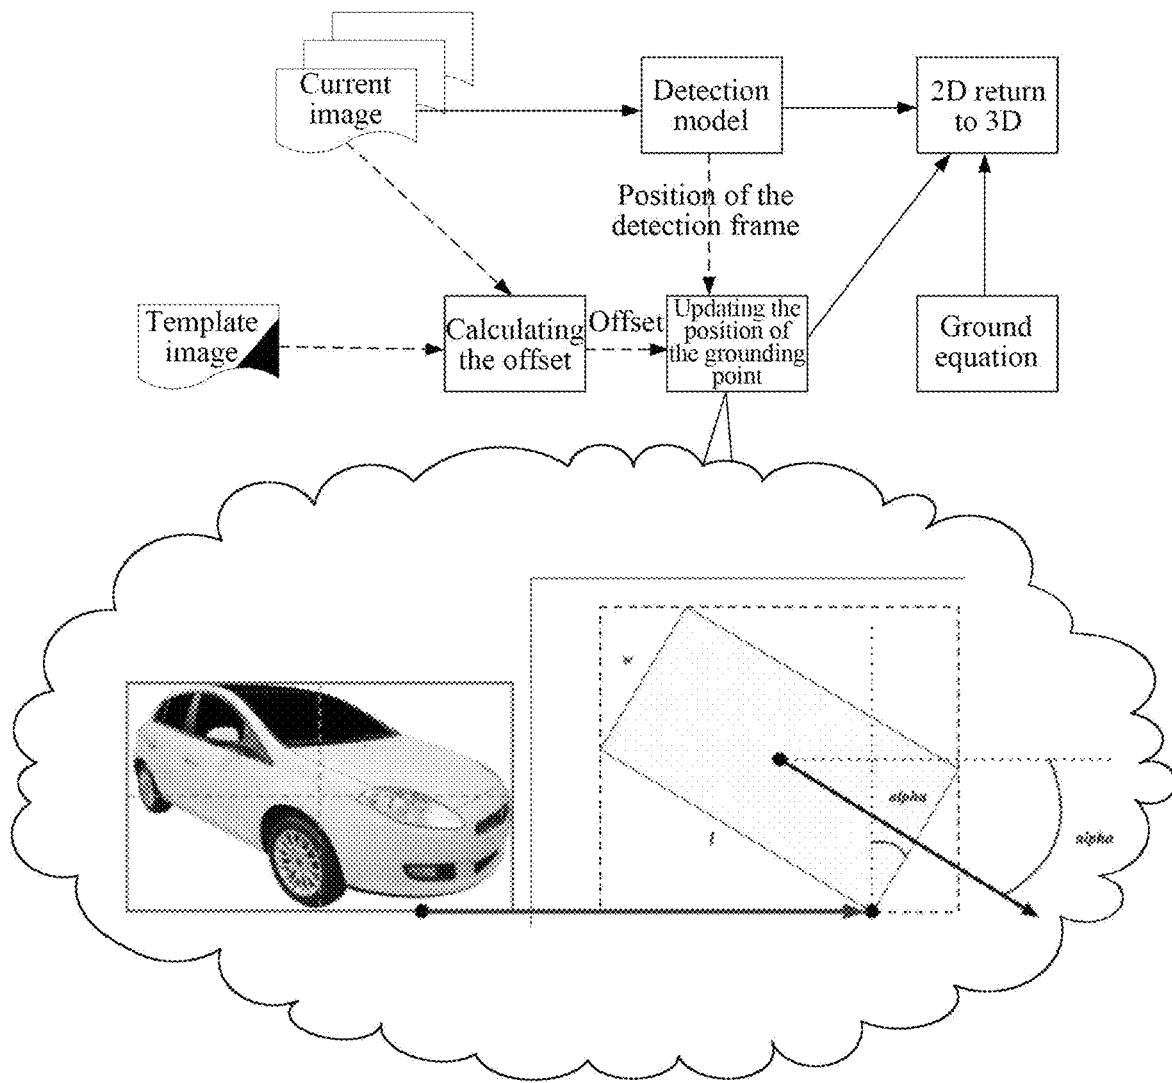 Current
image
Detection
model
2D return
to 3D
Position of the
detection frame
Template
image
Calculating
the offset
Offset
Updating the
position of
the grounding
point
Ground
equation
w
alpha
l
alpha